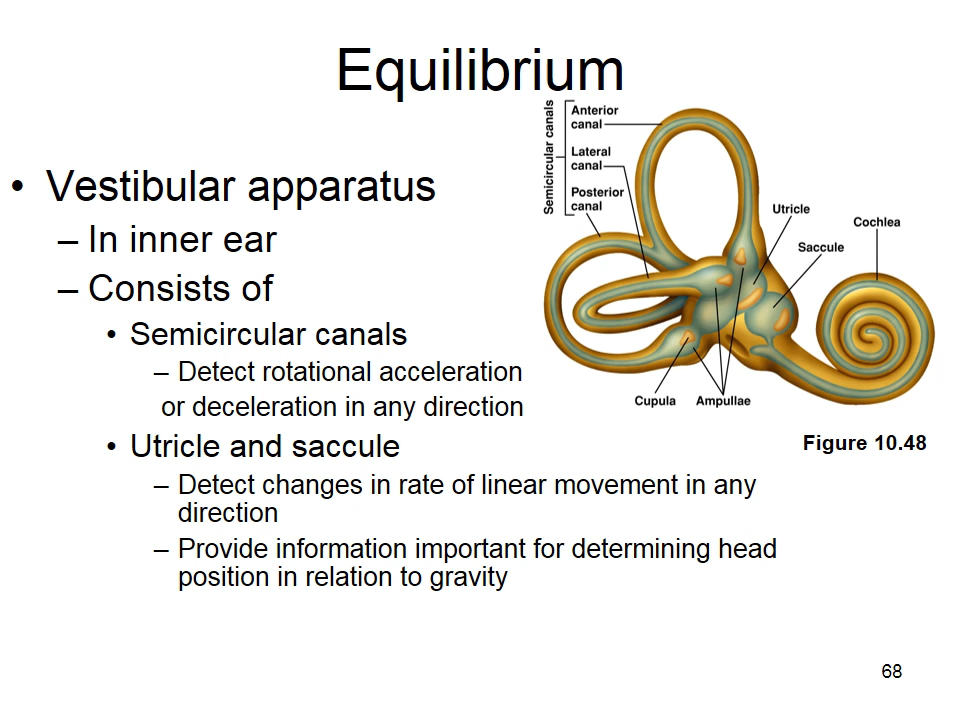 Equilibrium
• Vestibular apparatus
– In inner ear
– Consists of
• Semicircular canals
– Detect rotational acceleration
or deceleration in any direction
• Utricle and saccule
– Detect changes in rate of linear movement in any
direction
– Provide information important for determining head
position in relation to gravity
Semicircular canals
Anterior
canal
Lateral
canal
Posterior
canal
Utricle
Saccule
Cochlea
Cupula
Ampullae
Figure 10.48
68